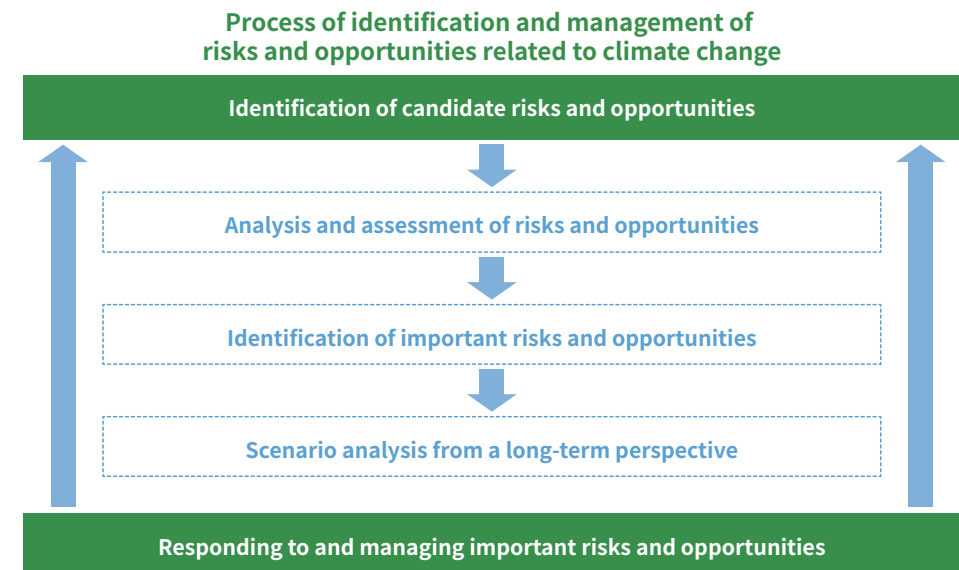 Process of identification and management of
risks and opportunities related to climate change
Identification of candidate risks and opportunities
Analysis and assessment of risks and opportunities
Identification of important risks and opportunities
Scenario analysis from a long-term perspective
Responding to and managing important risks and opportunities